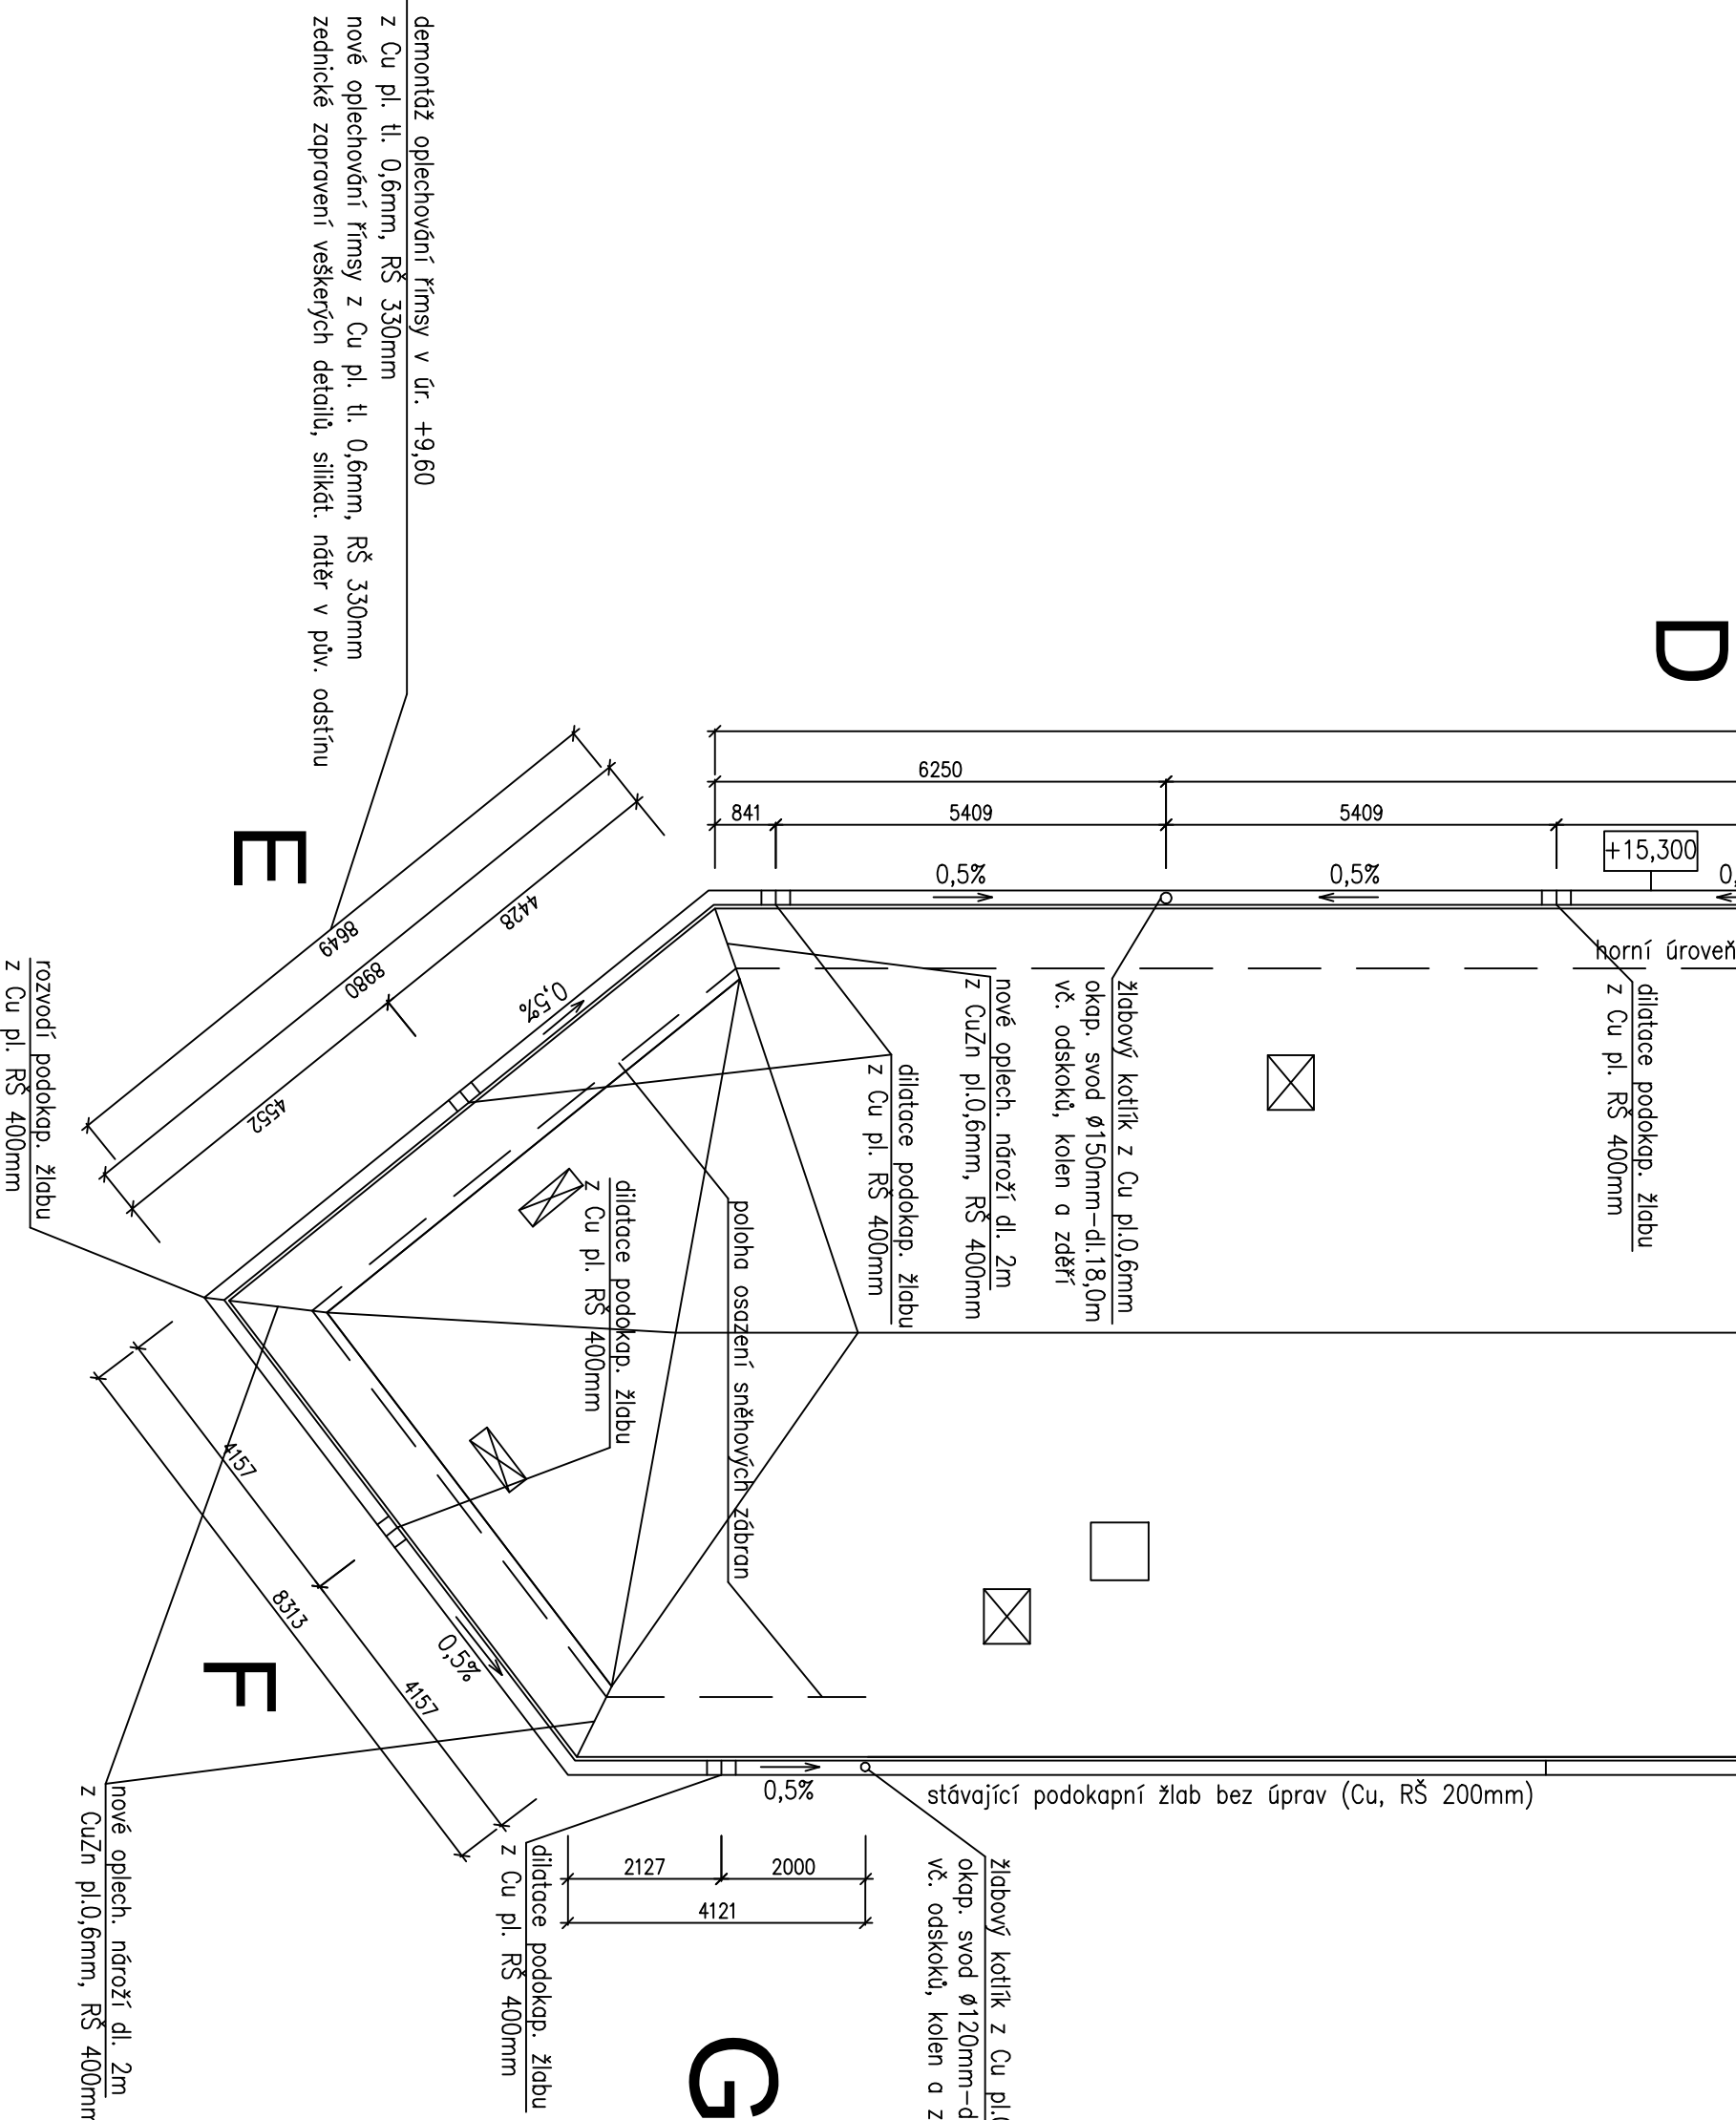 demontáž oplechování římsy v úr. +9,60
z Cu pl. tl. 0,6mm, RŠ 330mm
nové oplechování římsy z Cu pl. tl. 0,6mm, RŠ 330mm
zednické zapravení veškerých detailů, silikát. nátěr v pův. odstínu
D
6250
841
5409
5409
+15,300
0,5%
0,5%
0,
horní úroveň
E
4428
8649
8980
4552
0,5%
rozvodí podokap. žlabu
z Cu pl. RŠ 400mm
dilatace podokap. žlabu
z Cu pl. RŠ 400mm
žlabový kotlík z Cu pl.0,6mm
okap. svod ø150mm-dl.18,0m
vč. odskoků, kolen a zděří
nové oplech. nároží dl. 2m
z CuZn pl.0,6mm, RŠ 400mm
dilatace podokap. žlabu
z Cu pl. RŠ 400mm
poloha osazení sněhových zábran
dilatace podokap. žlabu
z Cu pl. RŠ 400mm
4157
8313
4157
0,5%
F
0,5%
stávající podokapní žlab bez úprav (Cu, RŠ 200mm)
2127
2000
4121
nové oplech. nároží dl. 2m
z CuZn pl.0,6mm, RŠ 400mm
dilatace podokap. žlabu
z Cu pl. RŠ 400mm
žlabový kotlík z Cu
okap. svod ø120mm-d
vč. odskoků, kolen a z
G